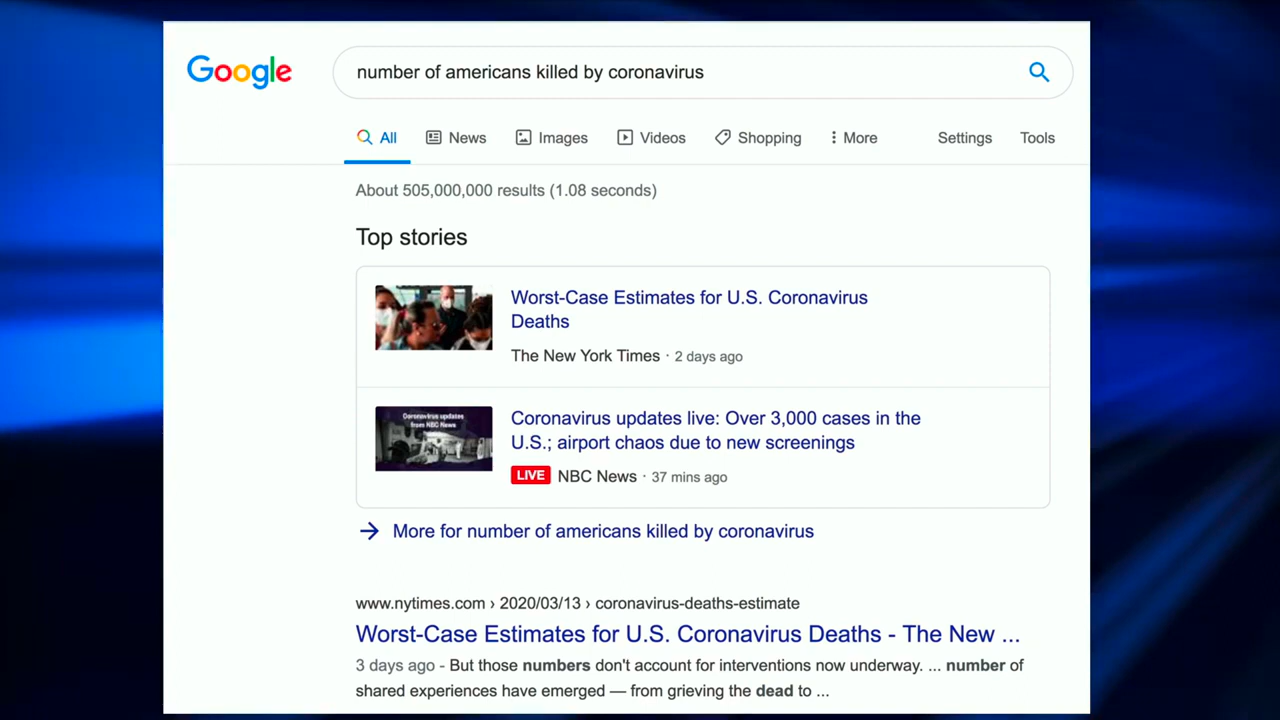 Google
number of americans killed by coronavirus
All News Images Videos Shopping More Settings Tools
About 505,000,000 results (1.08 seconds)
Top stories
Worst-Case Estimates for U.S. Coronavirus
Deaths
The New York Times · 2 days ago
Coronavirus updates
from NBC News
Coronavirus updates live: Over 3,000 cases in the
U.S.; airport chaos due to new screenings
LIVE NBC News · 37 mins ago
More for number of americans killed by coronavirus
www.nytimes.com › 2020/03/13 › coronavirus-deaths-estimate
Worst-Case Estimates for U.S. Coronavirus Deaths - The New ...
3 days ago - But those numbers don't account for interventions now underway. ... number of
shared experiences have emerged — from grieving the dead to ...